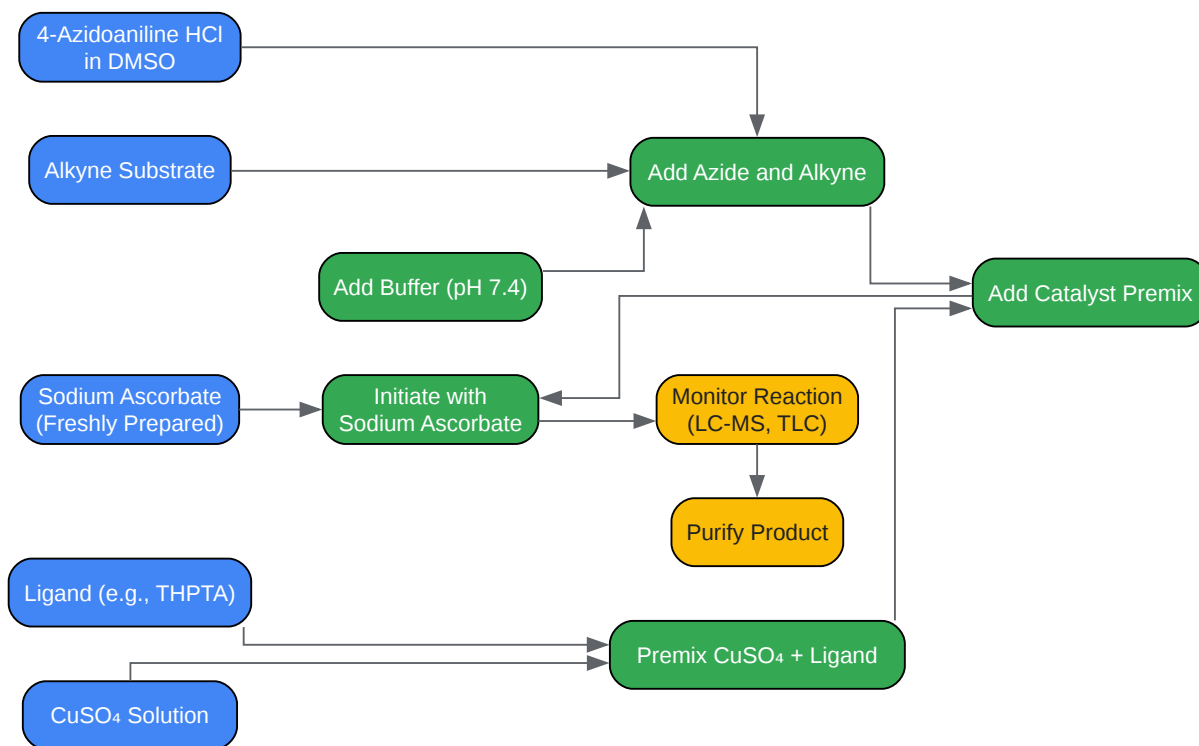 4-Azidoaniline HCl
in DMSO
Alkyne Substrate
Add Azide and Alkyne
Add Buffer (pH 7.4)
Add Catalyst Premix
Sodium Ascorbate
(Freshly Prepared)
Initiate with
Sodium Ascorbate
Monitor Reaction
(LC-MS, TLC)
Purify Product
Ligand (e.g., THPTA)
Premix CuSO₄ + Ligand
CuSO₄ Solution